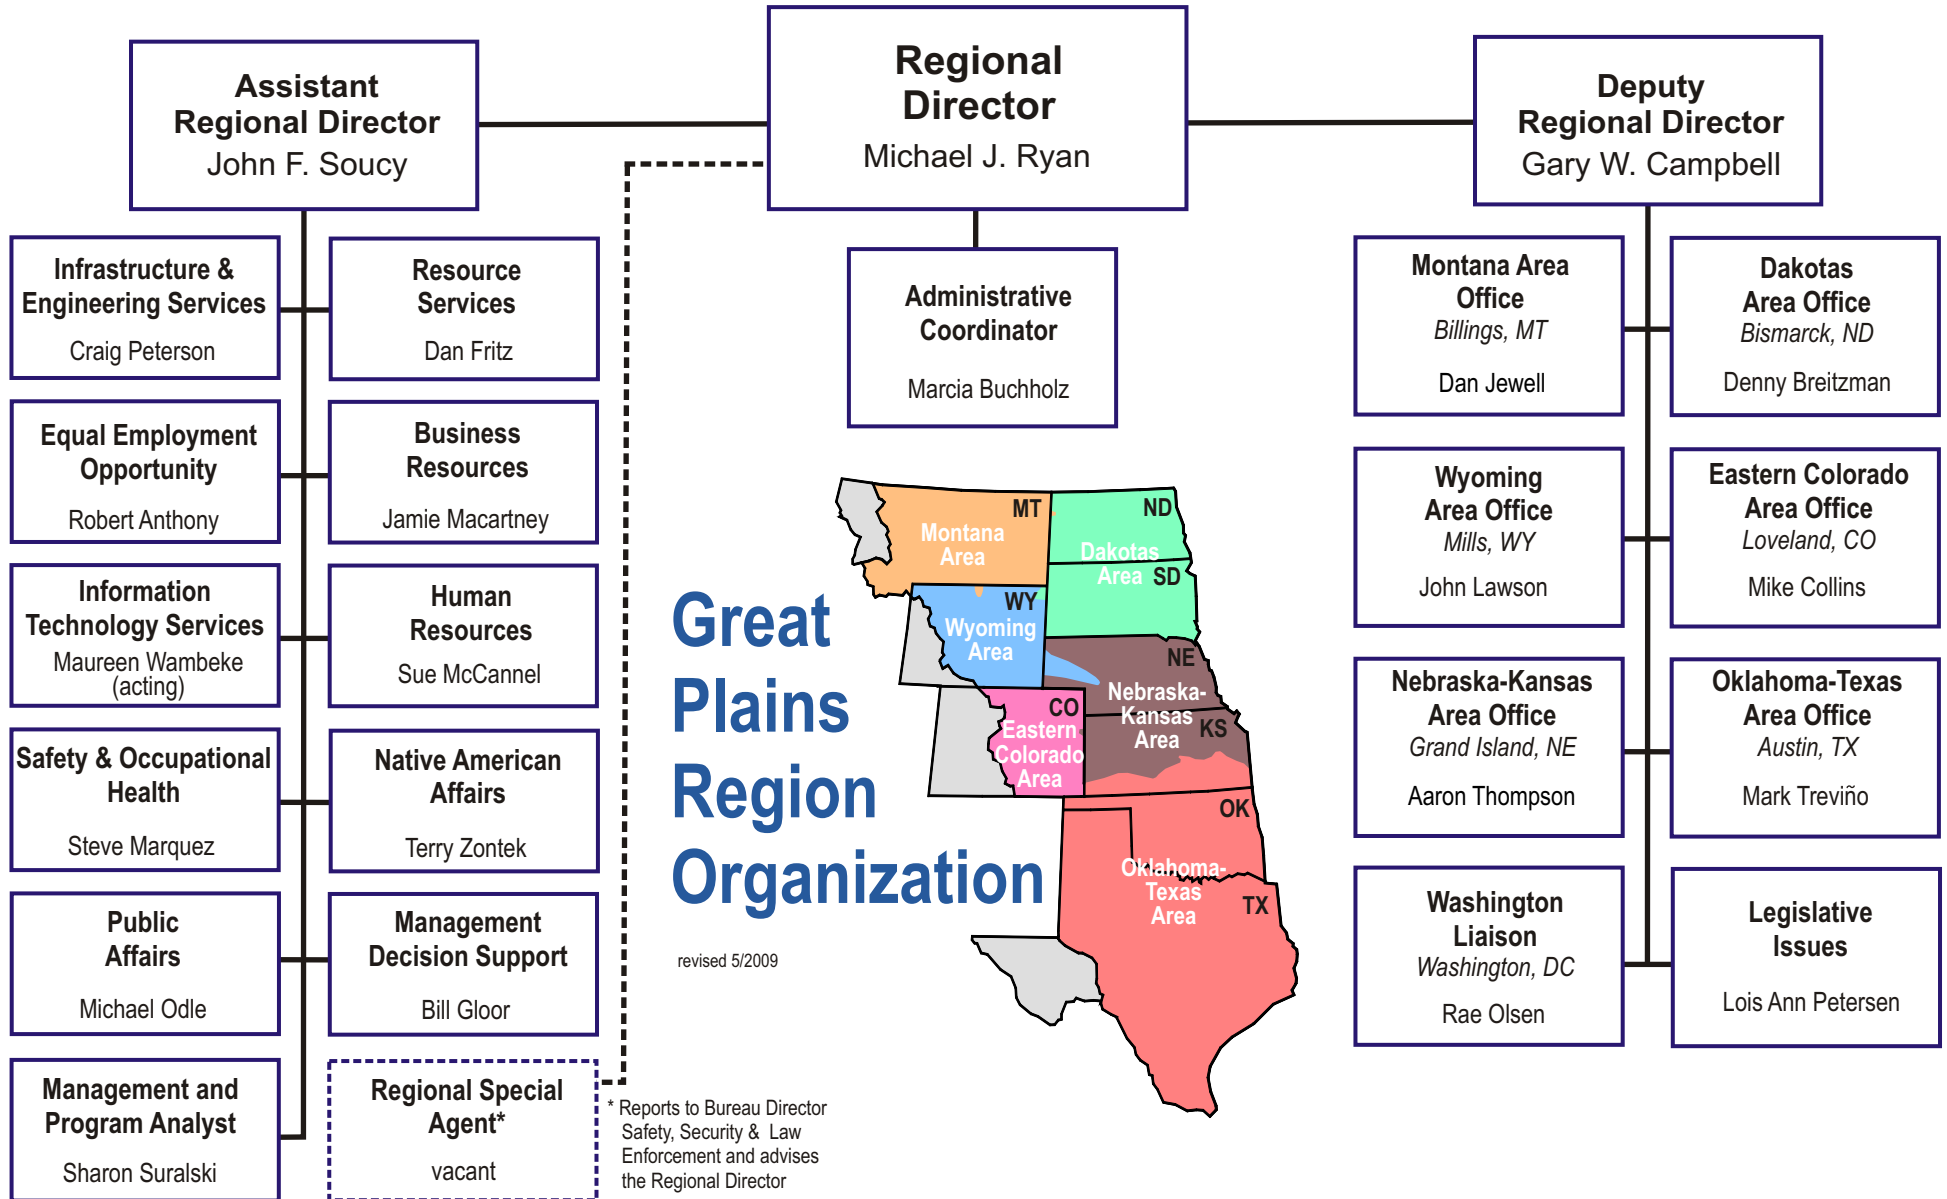 Assistant
Regional Director
John F. Soucy
Regional
Director
Michael J. Ryan
Deputy
Regional Director
Gary W. Campbell
Infrastructure &
Engineering Services
Craig Peterson
Resource
Services
Dan Fritz
Equal Employment
Opportunity
Robert Anthony
Business
Resources
Jamie Macartney
Information
Technology Services
Maureen Wambeke
(acting)
Human
Resources
Sue McCannel
Safety & Occupational
Health
Steve Marquez
Native American
Affairs
Terry Zontek
Public
Affairs
Michael Odle
Management
Decision Support
Bill Gloor
Management and
Program Analyst
Sharon Suralski
Regional Special
Agent*
vacant
* Reports to Bureau Director
Safety, Security & Law
Enforcement and advises
the Regional Director
Administrative
Coordinator
Marcia Buchholz
Great
Plains
Region
Organization
revised 5/2009
MT
Montana
Area
ND
Dakotas
Area
SD
WY
Wyoming
Area
NE
Nebraska-
Kansas
Area
KS
CO
Eastern
Colorado
Area
OK
Oklahoma-
Texas
Area
TX
Montana Area
Office
Billings, MT
Dan Jewell
Dakotas
Area Office
Bismarck, ND
Denny Breitzman
Wyoming
Area Office
Mills, WY
John Lawson
Eastern Colorado
Area Office
Loveland, CO
Mike Collins
Nebraska-Kansas
Area Office
Grand Island, NE
Aaron Thompson
Oklahoma-Texas
Area Office
Austin, TX
Mark Treviño
Washington
Liaison
Washington, DC
Rae Olsen
Legislative
Issues
Lois Ann Petersen